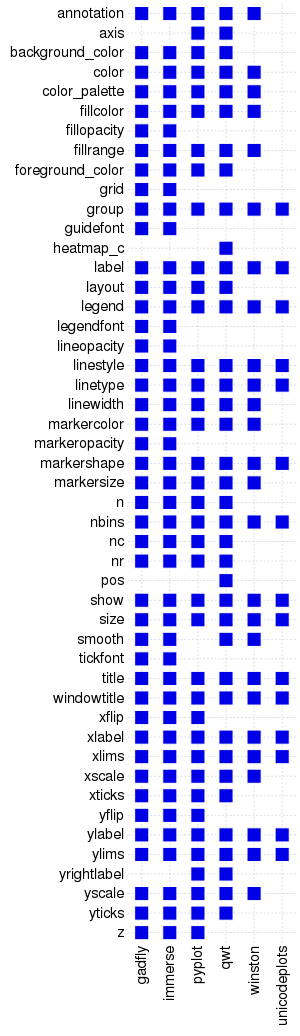 annotation
axis
background_color
color
color_palette
fillcolor
fillopacity
fillrange
foreground_color
grid
group
guidefont
heatmap_c
label
layout
legend
legendfont
lineopacity
linestyle
linetype
linewidth
markercolor
markeropacity
markershape
markersize
n
nbins
nc
nr
pos
show
size
smooth
tickfont
title
windowtitle
xflip
xlabel
xlims
xscale
xticks
yflip
ylabel
ylims
yrightlabel
yscale
yticks
z
gadfly
immerse
pyplot
qwt
winston
unicodeplots